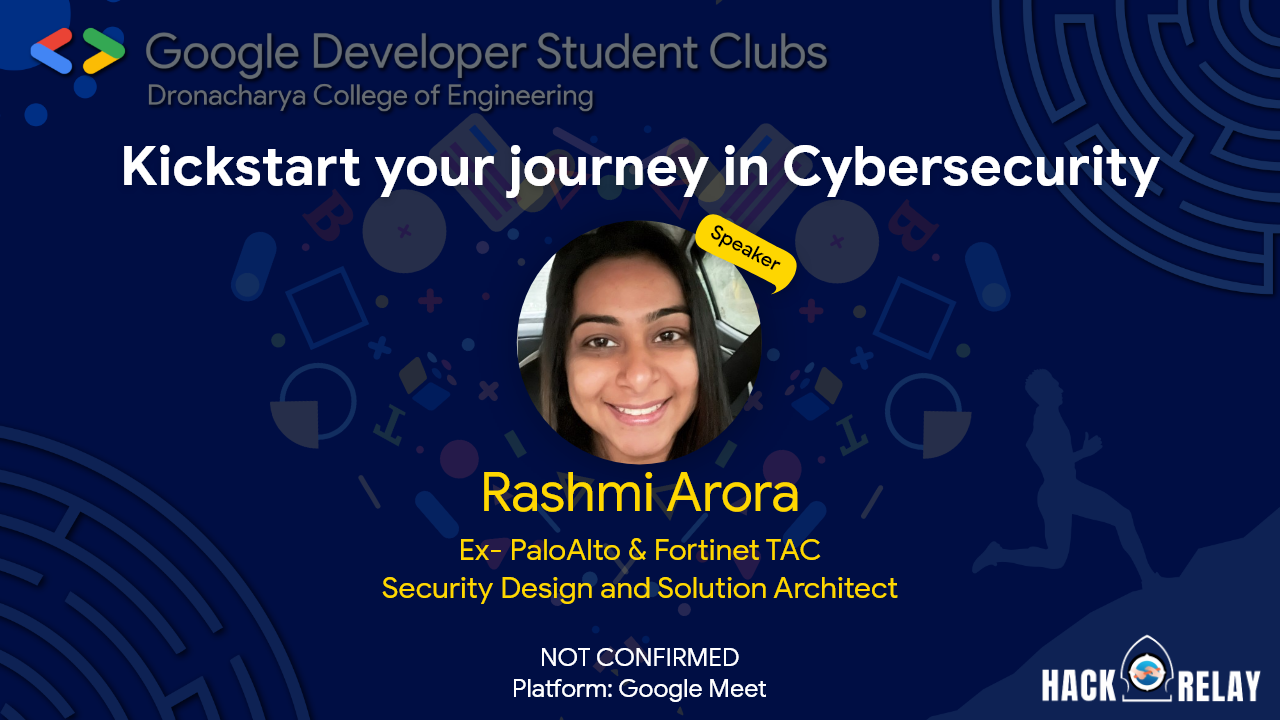 Google Developer Student Clubs
Dronacharya College of Engineering
Kickstart your journey in Cybersecurity
Speaker
Rashmi Arora
Ex- PaloAlto & Fortinet TAC
Security Design and Solution Architect
NOT CONFIRMED
Platform: Google Meet
HACK RELAY